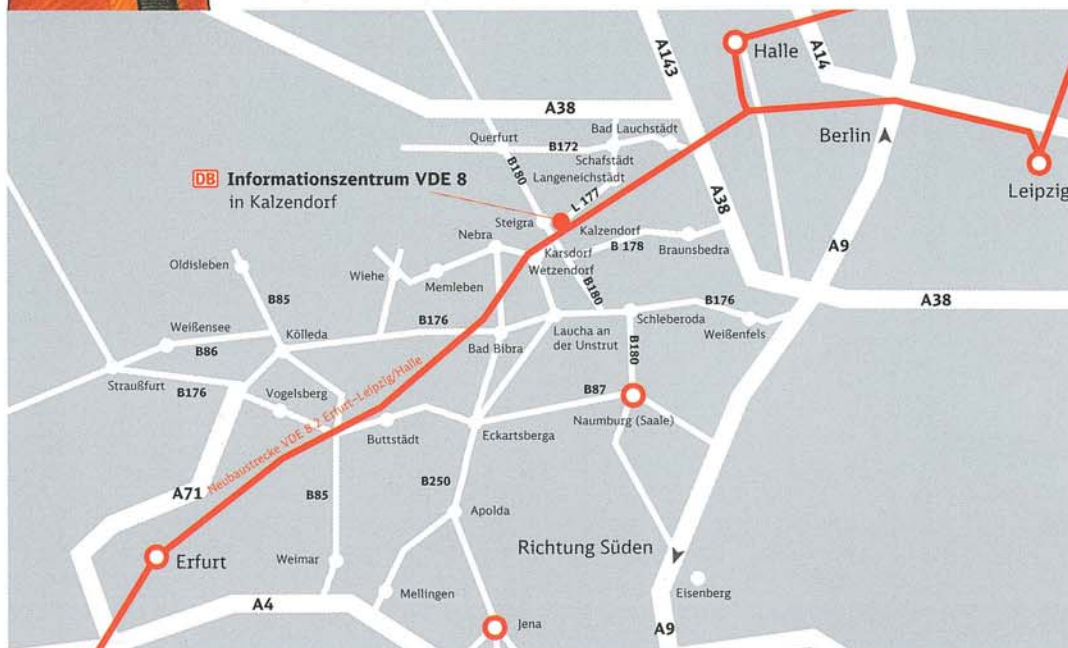 A143
Halle
A14
A38
Berlin
Querfurt
Bad Lauchstädt
B172
Schafstädt
B180
Langeneichstädt
Leipzig
DB Informationszentrum VDE 8
in Kalzendorf
L 177
A38
Steigra
Kalzendorf
Nebra
Karsdorf
B 178
Braunsbedra
A9
Wetzendorf
Oldisleben
Wiehe
Memleben
B180
B85
B176
Schleberoda
B176
A38
Weißensee
Kölleda
Laucha an
der Unstrut
Weißenfels
B86
Bad Bibra
B180
Straußfurt
B176
Vogelsberg
B87
Neubaustrecke VDE 8.2 Erfurt–Leipzig/Halle
Naumburg (Saale)
Buttstädt
Eckartsberga
A71
B85
B250
Apolda
Richtung Süden
Erfurt
Weimar
Mellingen
Eisenberg
A4
Jena
A9